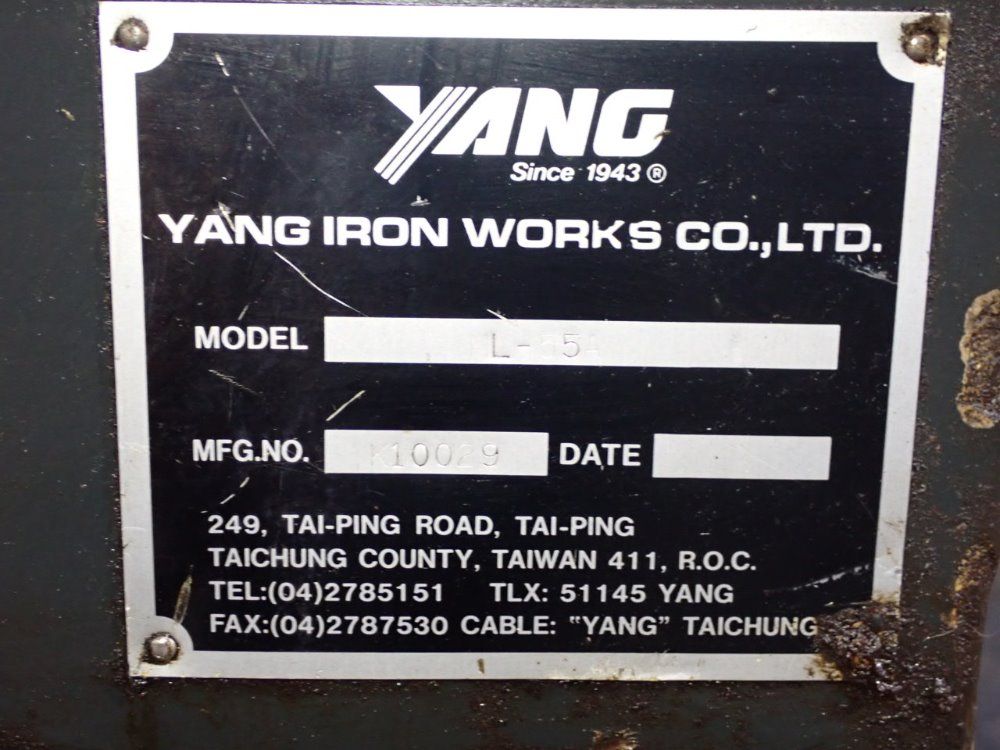 YANG
Since 1943 ®
YANG IRON WORKS CO.,LTD.
MODEL
MFG.NO. K10029 DATE
249, TAI-PING ROAD, TAI-PING
TAICHUNG COUNTY, TAIWAN 411, R.O.C.
TEL:(04)2785151 TLX: 51145 YANG
FAX:(04)2787530 CABLE: "YANG" TAICHUNG